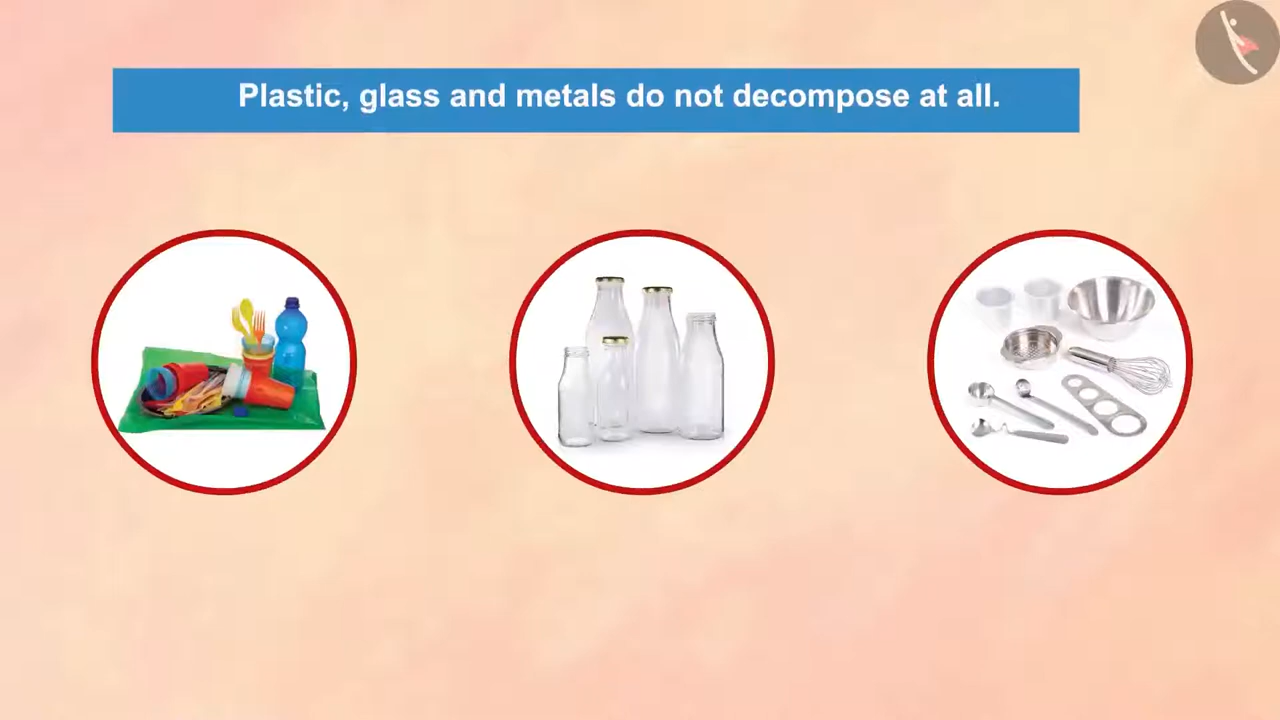 Plastic, glass and metals do not decompose at all.